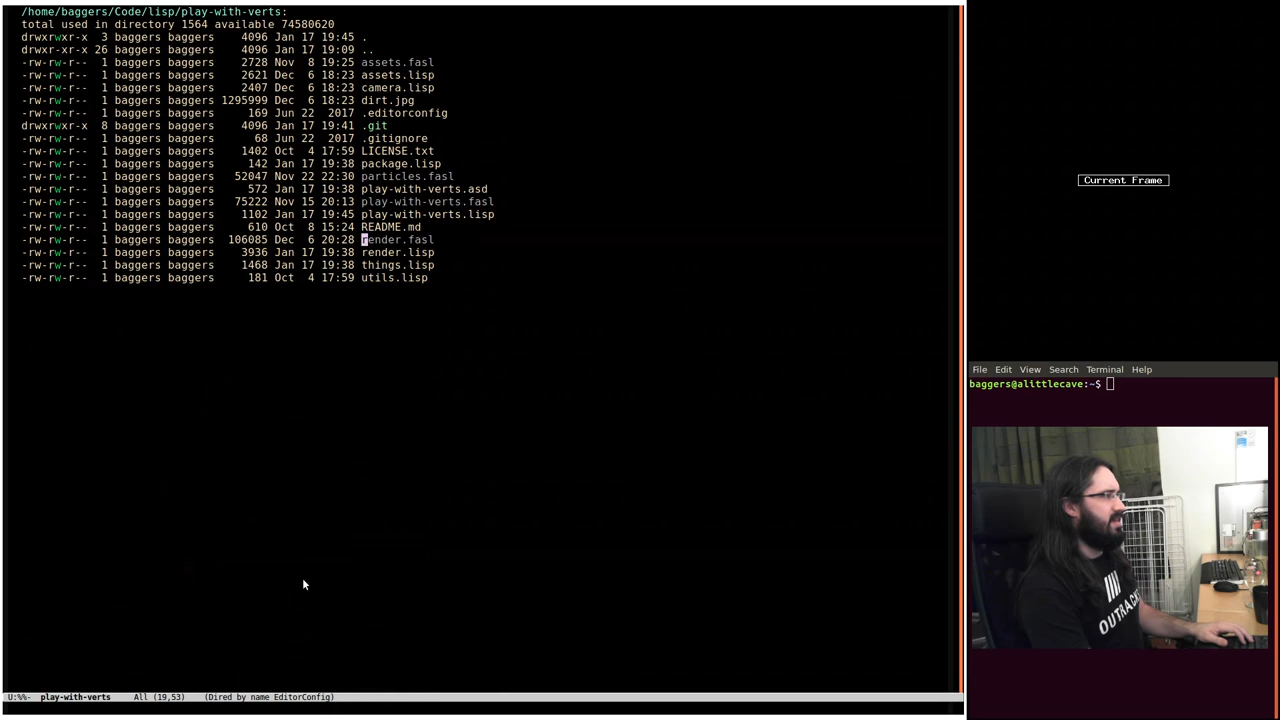 /home/baggers/Code/lisp/play-with-verts:
total used in directory 1564 available 74580620
drwxrwxr-x  3 baggers baggers    4096 Jan 17 19:45 .
drwxr-xr-x 26 baggers baggers    4096 Jan 17 19:09 ..
-rw-rw-r--  1 baggers baggers    2728 Nov  8 19:25 assets.fasl
-rw-rw-r--  1 baggers baggers    2621 Dec  6 18:23 assets.lisp
-rw-rw-r--  1 baggers baggers    2407 Dec  6 18:23 camera.lisp
-rw-rw-r--  1 baggers baggers 1295999 Dec  6 18:23 dirt.jpg
-rw-rw-r--  1 baggers baggers     169 Jun 22  2017 .editorconfig
drwxrwxr-x  8 baggers baggers    4096 Jan 17 19:41 .git
-rw-rw-r--  1 baggers baggers      68 Jun 22  2017 .gitignore
-rw-rw-r--  1 baggers baggers    1402 Oct  4 17:59 LICENSE.txt
-rw-rw-r--  1 baggers baggers     142 Jan 17 19:38 package.lisp
-rw-rw-r--  1 baggers baggers   52047 Nov 22 22:30 particles.fasl
-rw-rw-r--  1 baggers baggers     572 Jan 17 19:38 play-with-verts.asd
-rw-rw-r--  1 baggers baggers   75222 Nov 15 20:13 play-with-verts.fasl
-rw-rw-r--  1 baggers baggers    1102 Jan 17 19:45 play-with-verts.lisp
-rw-rw-r--  1 baggers baggers     610 Oct  8 15:24 README.md
-rw-rw-r--  1 baggers baggers  106085 Dec  6 20:28 render.fasl
-rw-rw-r--  1 baggers baggers    3936 Jan 17 19:38 render.lisp
-rw-rw-r--  1 baggers baggers    1468 Jan 17 19:38 things.lisp
-rw-rw-r--  1 baggers baggers     181 Oct  4 17:59 utils.lisp
U:%%-  play-with-verts    All (19,53)    (Dired by name EditorConfig)
Current Frame
File Edit View Search Terminal Help
baggers@alittlecave:~$
OUTRAC